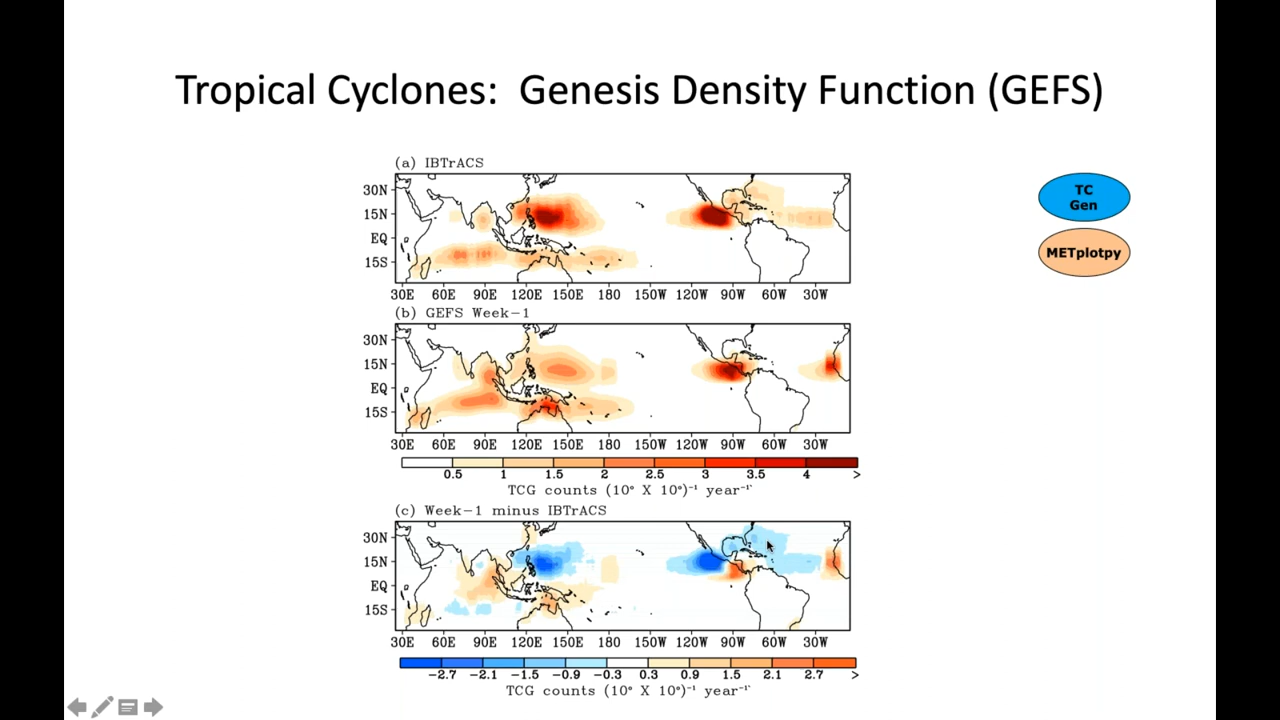 Tropical Cyclones: Genesis Density Function (GEFS)
(a) IBTrACS
30N
15N
EQ
15S
30E 60E 90E 120E 150E 180 150W 120W 90W 60W 30W
(b) GEFS Week-1
30N
15N
EQ
15S
30E 60E 90E 120E 150E 180 150W 120W 90W 60W 30W
0.5 1 1.5 2 2.5 3 3.5 4 >
TCG counts (10° X 10°)⁻¹ year⁻¹
(c) Week-1 minus IBTrACS
30N
15N
EQ
15S
30E 60E 90E 120E 150E 180 150W 120W 90W 60W 30W
-2.7 -2.1 -1.5 -0.9 -0.3 0.3 0.9 1.5 2.1 2.7 >
TCG counts (10° X 10°)⁻¹ year⁻¹
TC
Gen
METplotpy